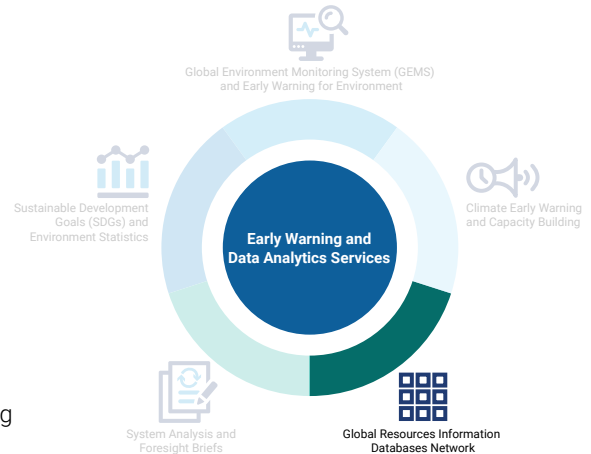 Global Environment Monitoring System (GEMS)
and Early Warning for Environment
Sustainable Development
Goals (SDGs) and
Environment Statistics
Climate Early Warning
and Capacity Building
Early Warning and
Data Analytics Services
g
System Analysis and
Foresight Briefs
Global Resources Information
Databases Network